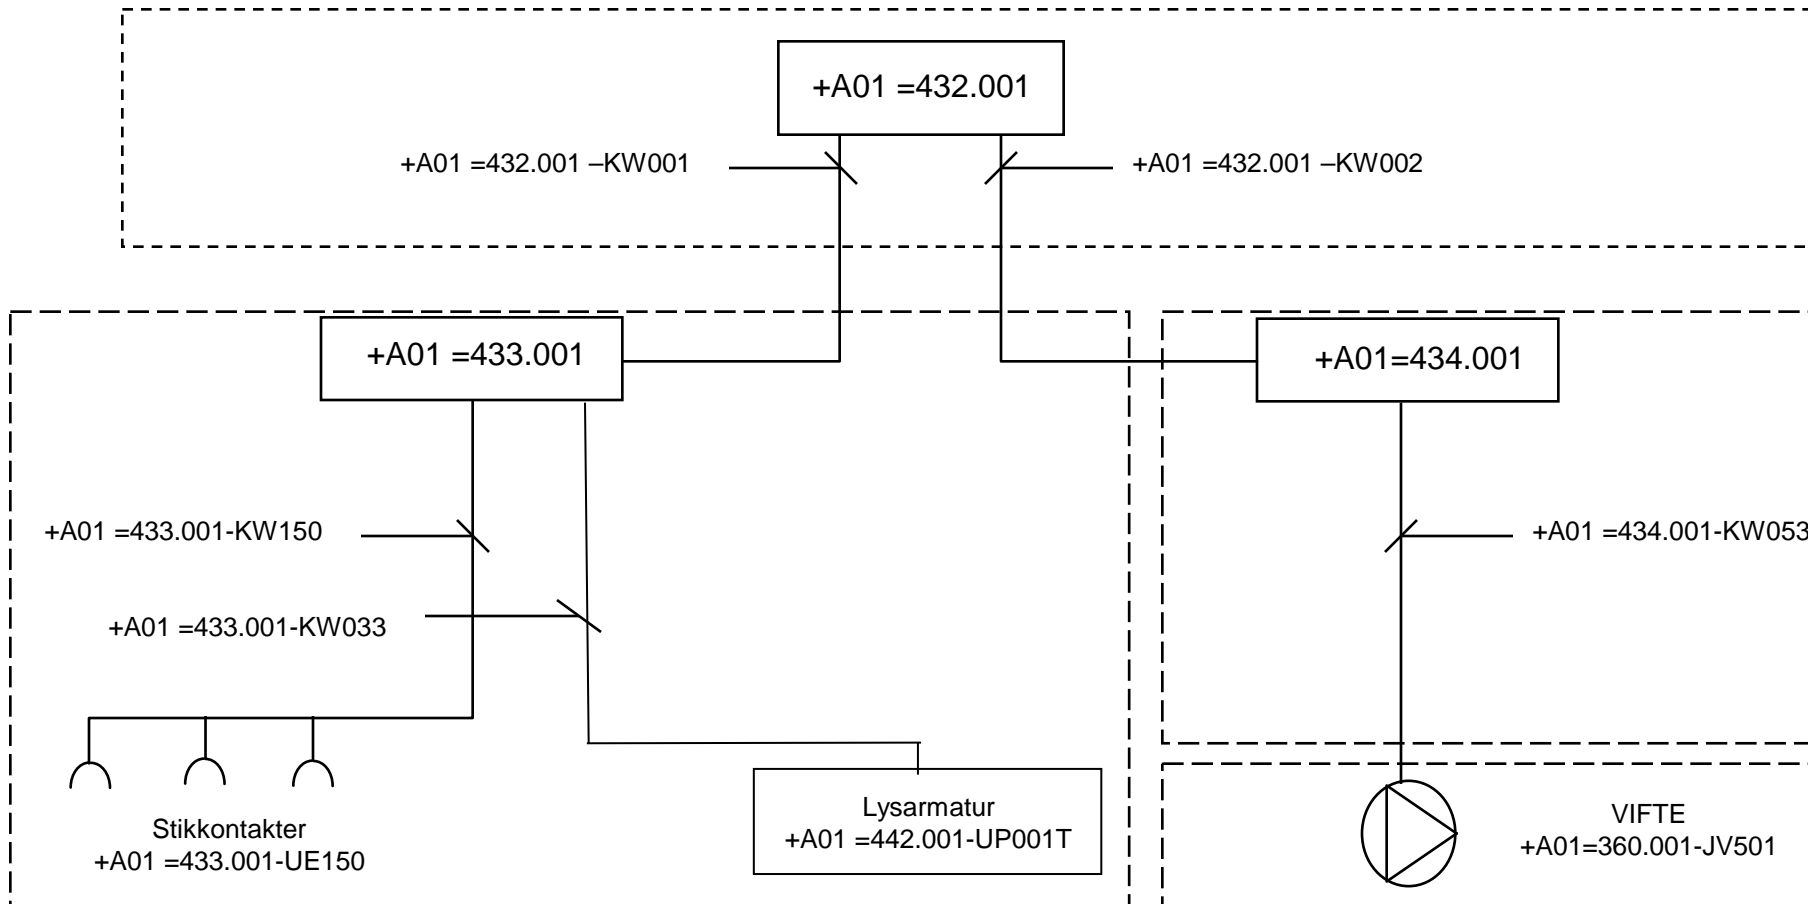 +A01 =432.001
+A01 =432.001 –KW001
+A01 =432.001 –KW002
+A01 =433.001
+A01=434.001
+A01 =433.001-KW150
+A01 =434.001-KW053
+A01 =433.001-KW033
Lysarmatur
+A01 =442.001-UP001T
Stikkontakter
+A01 =433.001-UE150
VIFTE
+A01=360.001-JV501